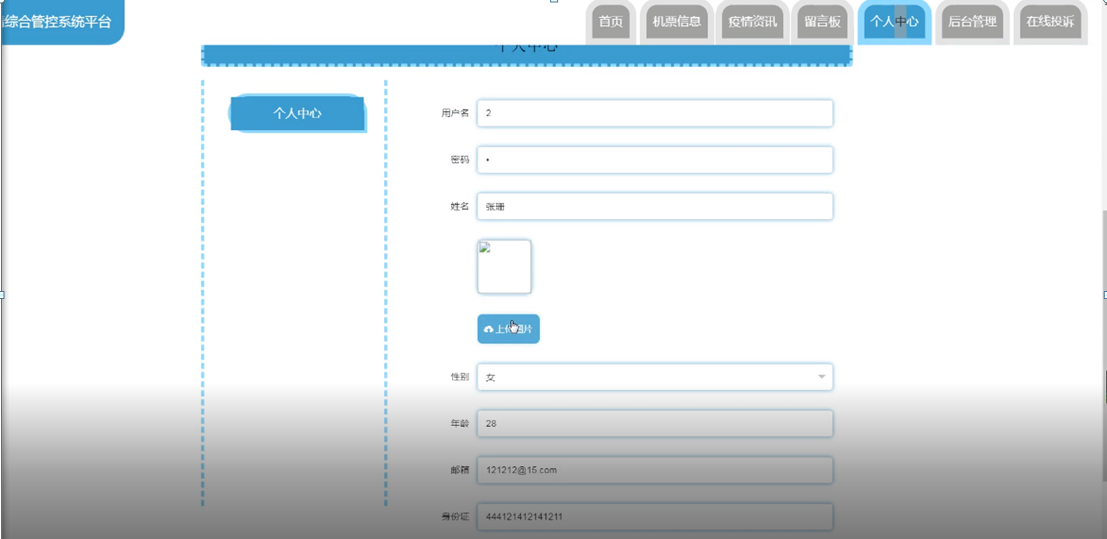 综合管控系统平台
首页 机票信息 疫情资讯 留言板 个人中心 后台管理 在线投诉
个人中心
个人中心
用户名 2
密码 •
姓名 张珊
上传图片
性别 女
年龄 28
邮箱 121212@15.com
身份证 444121412141211